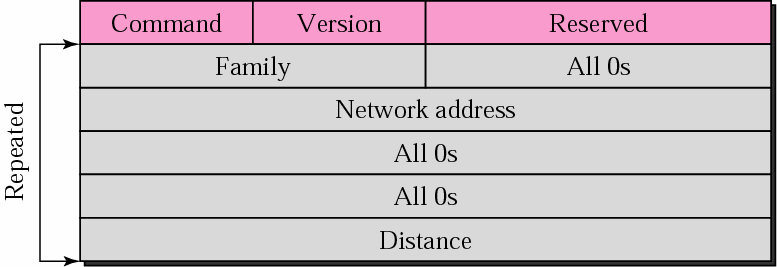 Command Version Reserved
Family All 0s
Network address
All 0s
All 0s
Distance
Repeated